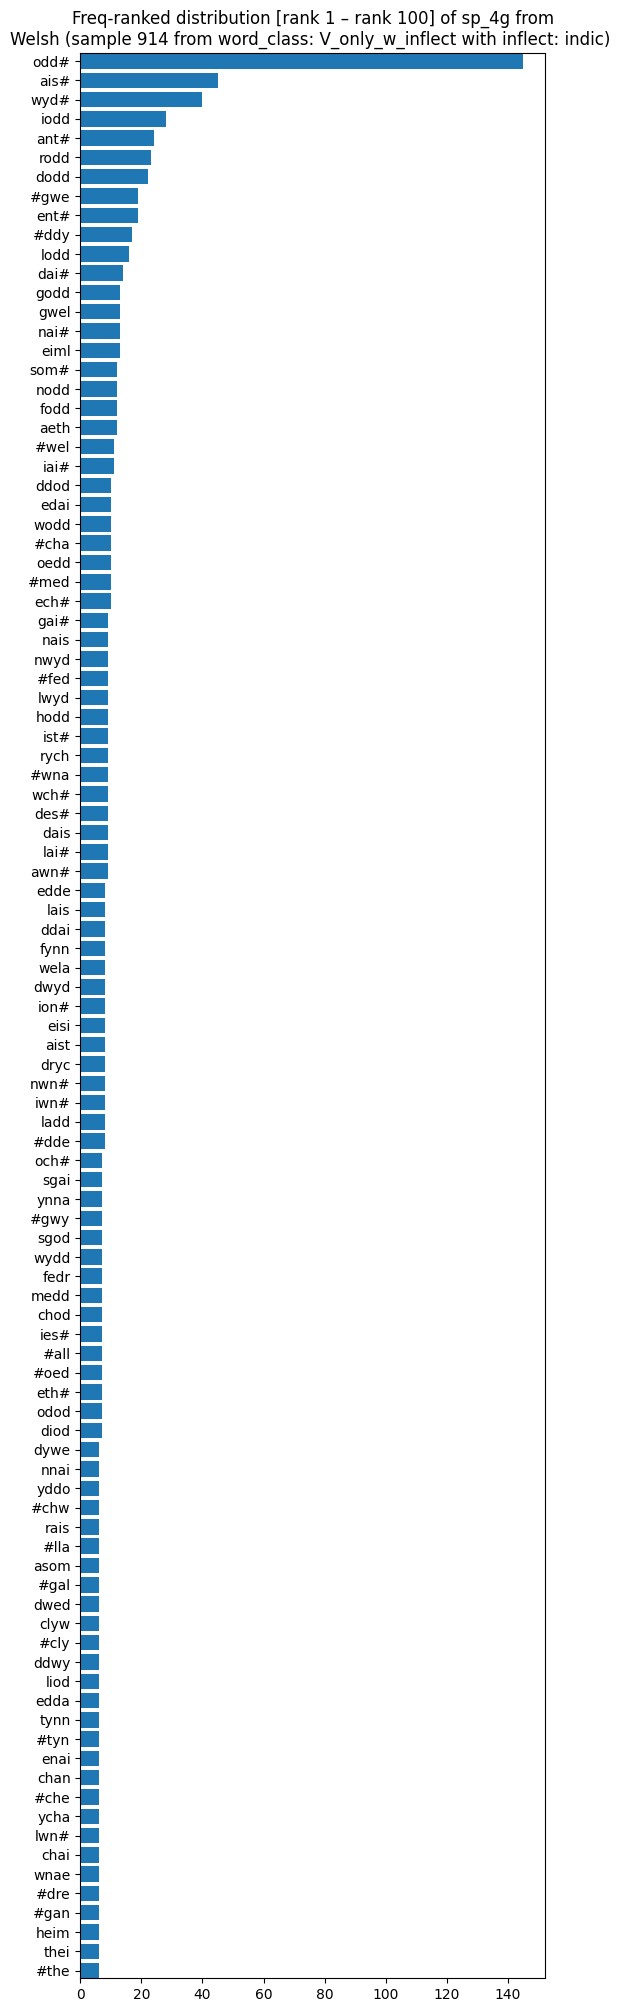 Freq-ranked distribution [rank 1 – rank 100] of sp_4g from
Welsh (sample 914 from word_class: V_only_w_inflect with inflect: indic)
odd#
ais#
wyd#
iodd
ant#
rodd
dodd
#gwe
ent#
#ddy
lodd
dai#
godd
gwel
nai#
eiml
som#
nodd
fodd
aeth
#wel
iai#
ddod
edai
wodd
#cha
oedd
#med
ech#
gai#
nais
nwyd
#fed
lwyd
hodd
ist#
rych
#wna
wch#
des#
dais
lai#
awn#
edde
lais
ddai
fynn
wela
dwyd
ion#
eisi
aist
dryc
nwn#
iwn#
ladd
#dde
och#
sgai
ynna
#gwy
sgod
wydd
fedr
medd
chod
ies#
#all
#oed
eth#
odod
diod
dywe
nnai
yddo
#chw
rais
#lla
asom
#gal
dwed
clyw
#cly
ddwy
liod
edda
tynn
#tyn
enai
chan
#che
ycha
lwn#
chai
wnae
#dre
#gan
heim
thei
#the
0 20 40 60 80 100 120 140